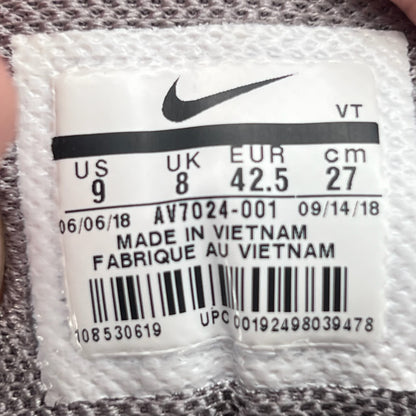 VT
US UK EUR cm
9 8 42.5 27
06/06/18 AV7024-001 09/14/18
MADE IN VIETNAM
FABRIQUE AU VIETNAM
108530619 UPC 00192498039478